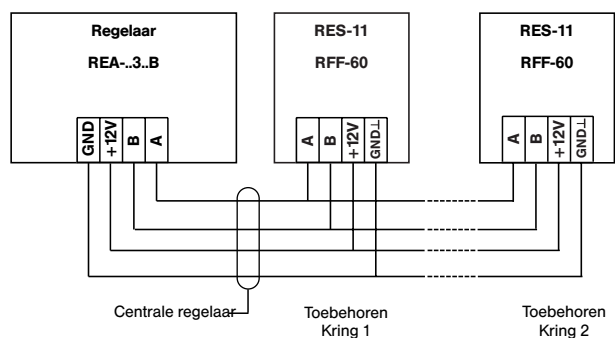 Regelaar
REA-..3..B
GND
+12V
B
A
RES-11
RFF-60
A
B
+12V
GND⊥
RES-11
RFF-60
A
B
+12V
GND⊥
Centrale regelaar
Toebehoren
Kring 1
Toebehoren
Kring 2